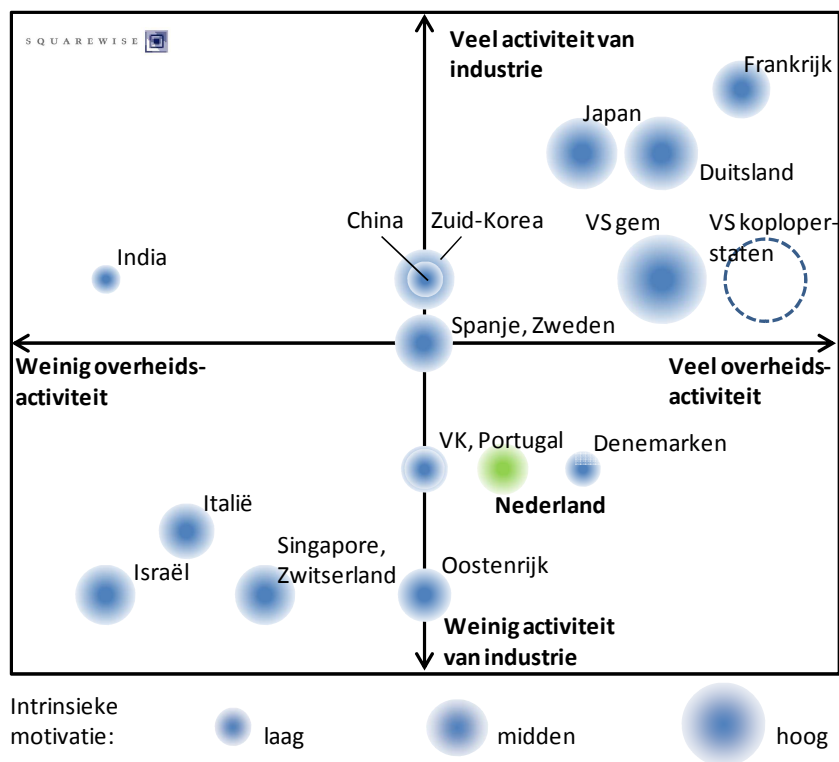 SQUAREWISE
Veel activiteit van
industrie
Frankrijk
Japan
Duitsland
China
Zuid-Korea
VS gem
VS koploper-
staten
India
Spanje, Zweden
Weinig overheids-
activiteit
Veel overheids-
activiteit
VK, Portugal
Denemarken
Nederland
Italië
Israël
Singapore,
Zwitserland
Oostenrijk
Weinig activiteit
van industrie
Intrinsieke
motivatie:
laag
midden
hoog